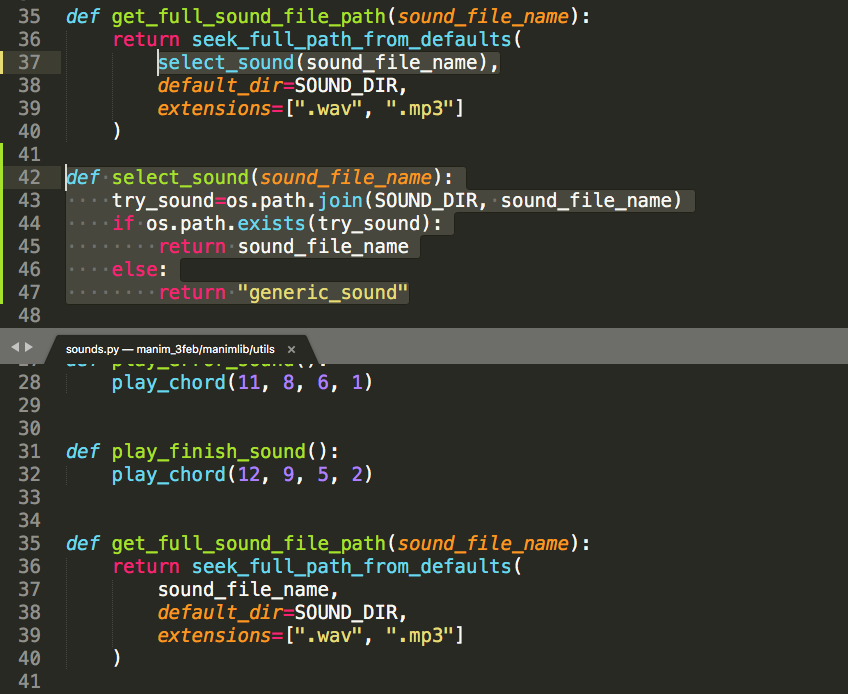 35 def get_full_sound_file_path(sound_file_name):
36 return seek_full_path_from_defaults(
37 select_sound(sound_file_name),
38 default_dir=SOUND_DIR,
39 extensions=[".wav", ".mp3"]
40 )
41
42 def select_sound(sound_file_name):
43 try_sound=os.path.join(SOUND_DIR, sound_file_name)
44 if os.path.exists(try_sound):
45 return sound_file_name
46 else:
47 return "generic_sound"
48
sounds.py — manim_3feb/manimlib/utils ×
27 def play_error_sound():
28 play_chord(11, 8, 6, 1)
29
30
31 def play_finish_sound():
32 play_chord(12, 9, 5, 2)
33
34
35 def get_full_sound_file_path(sound_file_name):
36 return seek_full_path_from_defaults(
37 sound_file_name,
38 default_dir=SOUND_DIR,
39 extensions=[".wav", ".mp3"]
40 )
41